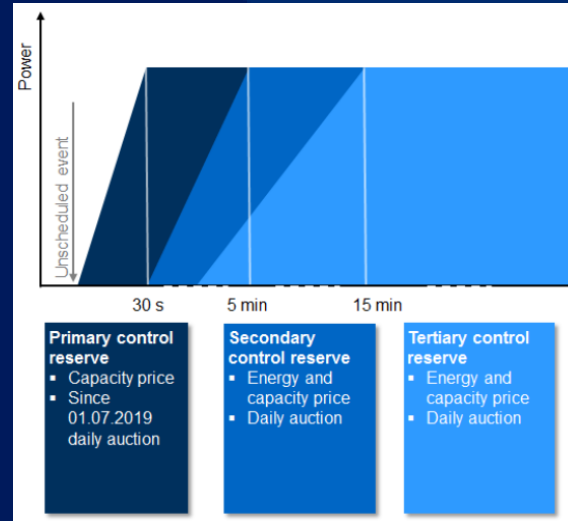 Power
Unscheduled event
30 s
5 min
15 min
Primary control
reserve
▪ Capacity price
▪ Since
01.07.2019
daily auction
Secondary
control reserve
▪ Energy and
capacity price
▪ Daily auction
Tertiary control
reserve
▪ Energy and
capacity price
▪ Daily auction